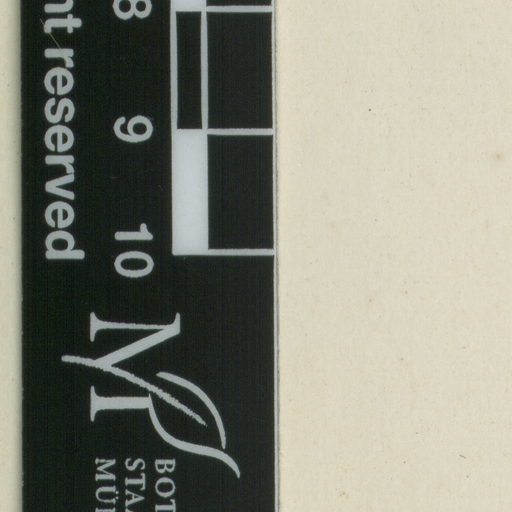 nt reserved
8 9 10
M
BOT
STA
MÜ